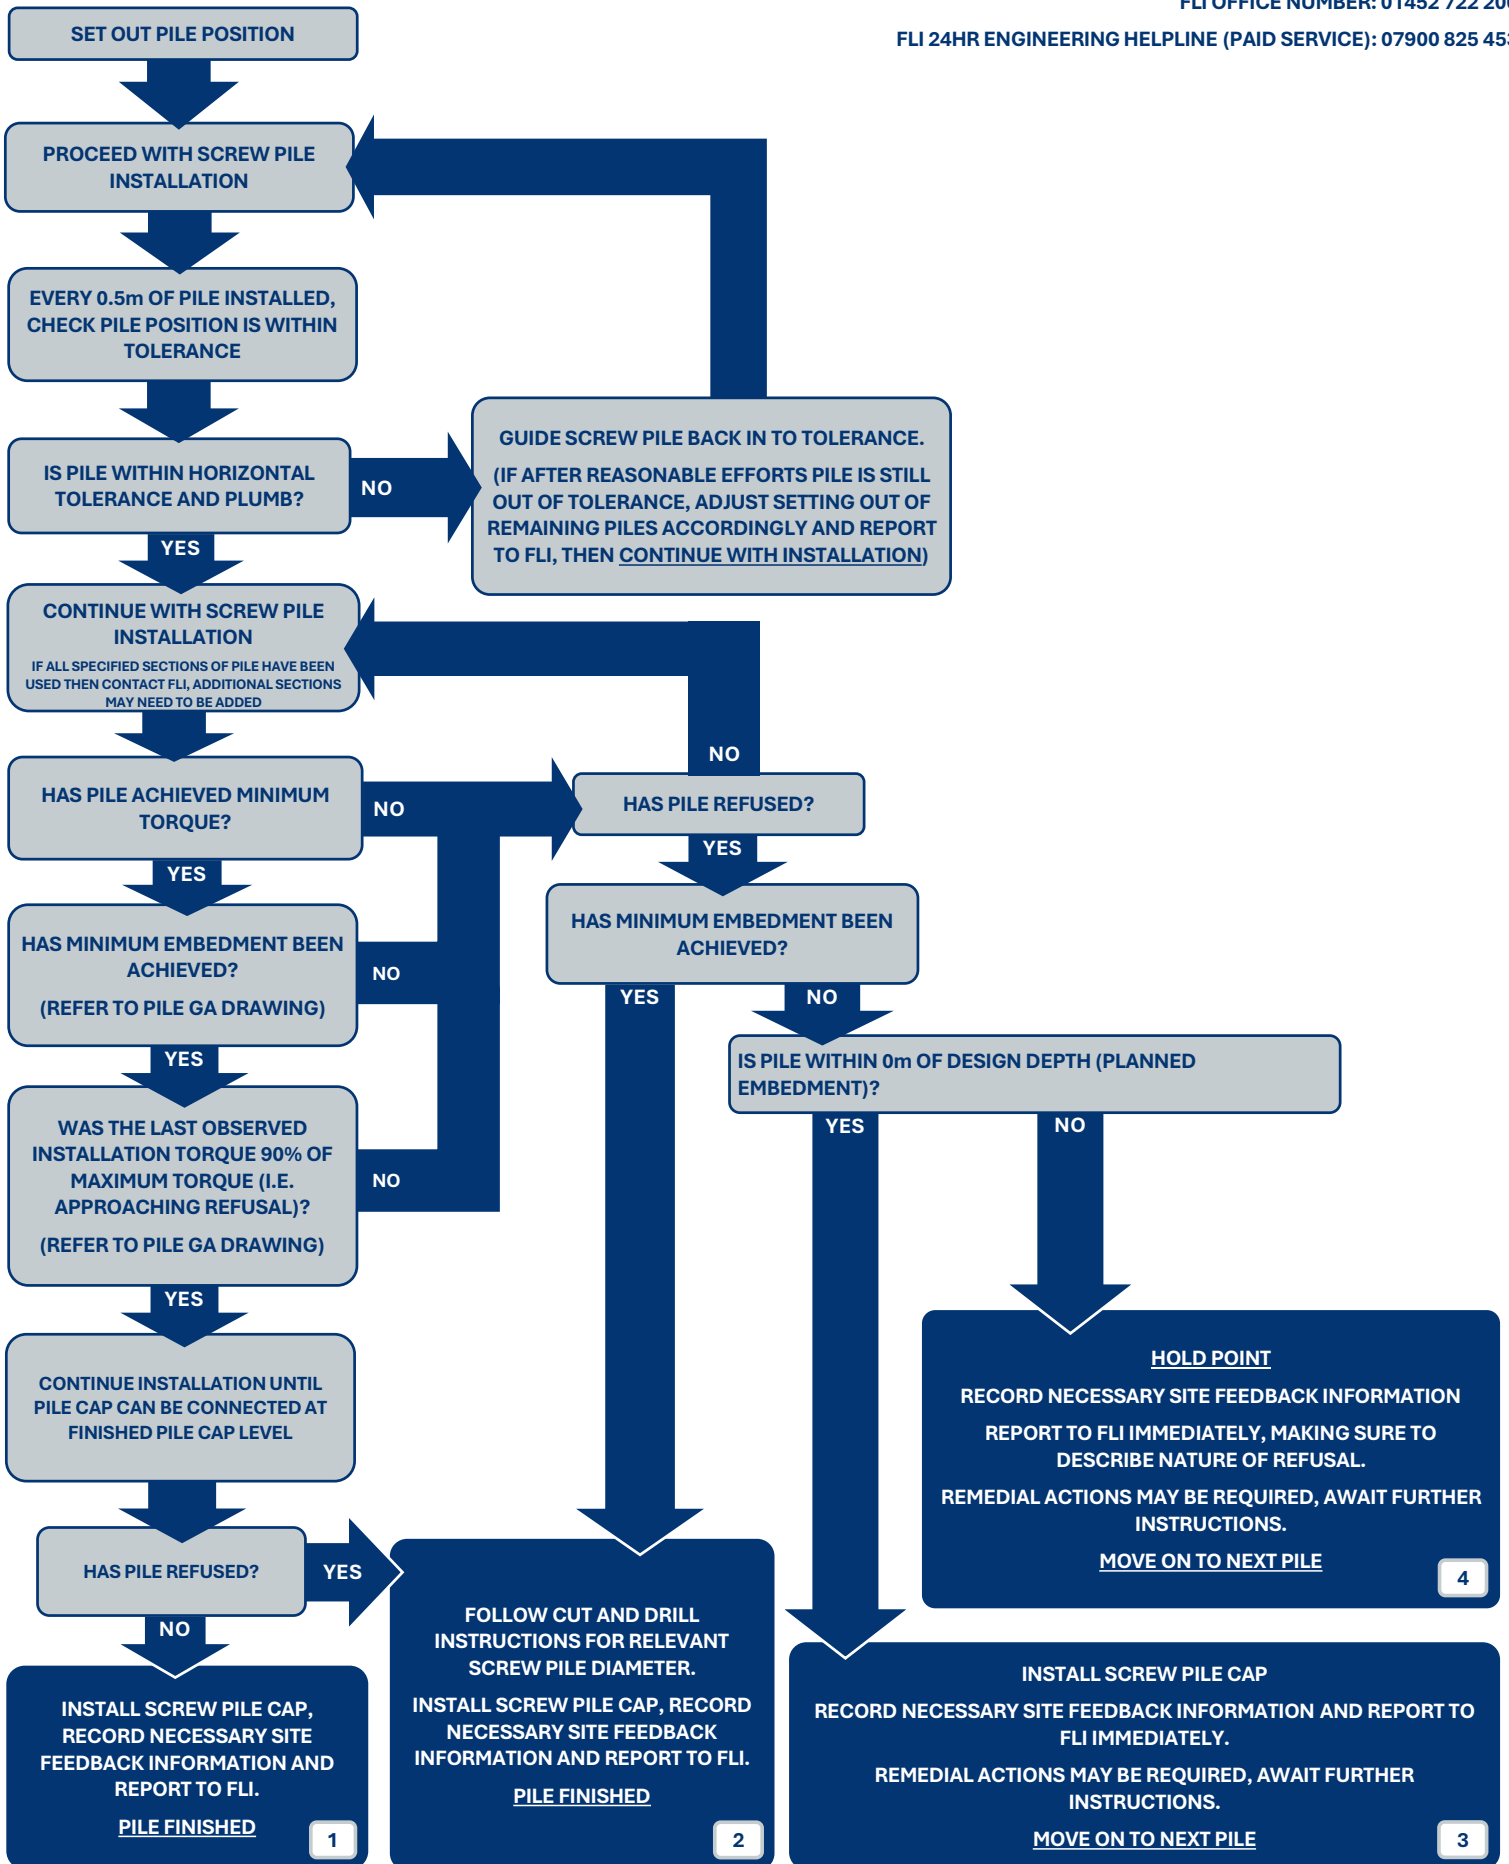 FLI OFFICE NUMBER: 01452 722 200
FLI 24HR ENGINEERING HELPLINE (PAID SERVICE): 07900 825 453
SET OUT PILE POSITION
PROCEED WITH SCREW PILE
INSTALLATION
EVERY 0.5m OF PILE INSTALLED,
CHECK PILE POSITION IS WITHIN
TOLERANCE
IS PILE WITHIN HORIZONTAL
TOLERANCE AND PLUMB?
NO
GUIDE SCREW PILE BACK IN TO TOLERANCE.
(IF AFTER REASONABLE EFFORTS PILE IS STILL
OUT OF TOLERANCE, ADJUST SETTING OUT OF
REMAINING PILES ACCORDINGLY AND REPORT
TO FLI, THEN CONTINUE WITH INSTALLATION)
YES
CONTINUE WITH SCREW PILE
INSTALLATION
IF ALL SPECIFIED SECTIONS OF PILE HAVE BEEN
USED THEN CONTACT FLI, ADDITIONAL SECTIONS
MAY NEED TO BE ADDED
NO
HAS PILE ACHIEVED MINIMUM
TORQUE?
NO
HAS PILE REFUSED?
YES
YES
HAS MINIMUM EMBEDMENT BEEN
ACHIEVED?
(REFER TO PILE GA DRAWING)
NO
HAS MINIMUM EMBEDMENT BEEN
ACHIEVED?
YES
NO
YES
IS PILE WITHIN 0m OF DESIGN DEPTH (PLANNED
EMBEDMENT)?
YES
NO
WAS THE LAST OBSERVED
INSTALLATION TORQUE 90% OF
MAXIMUM TORQUE (I.E.
APPROACHING REFUSAL)?
(REFER TO PILE GA DRAWING)
NO
YES
CONTINUE INSTALLATION UNTIL
PILE CAP CAN BE CONNECTED AT
FINISHED PILE CAP LEVEL
HOLD POINT
RECORD NECESSARY SITE FEEDBACK INFORMATION
REPORT TO FLI IMMEDIATELY, MAKING SURE TO
DESCRIBE NATURE OF REFUSAL.
REMEDIAL ACTIONS MAY BE REQUIRED, AWAIT FURTHER
INSTRUCTIONS.
MOVE ON TO NEXT PILE
4
HAS PILE REFUSED?
YES
NO
INSTALL SCREW PILE CAP,
RECORD NECESSARY SITE
FEEDBACK INFORMATION AND
REPORT TO FLI.
PILE FINISHED
1
FOLLOW CUT AND DRILL
INSTRUCTIONS FOR RELEVANT
SCREW PILE DIAMETER.
INSTALL SCREW PILE CAP, RECORD
NECESSARY SITE FEEDBACK
INFORMATION AND REPORT TO FLI.
PILE FINISHED
2
INSTALL SCREW PILE CAP
RECORD NECESSARY SITE FEEDBACK INFORMATION AND REPORT TO
FLI IMMEDIATELY.
REMEDIAL ACTIONS MAY BE REQUIRED, AWAIT FURTHER
INSTRUCTIONS.
MOVE ON TO NEXT PILE
3